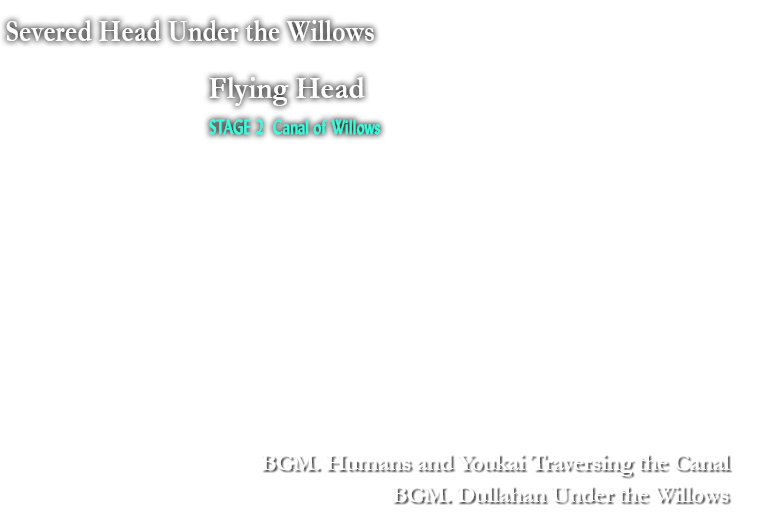 Severed Head Under the Willows
Flying Head
STAGE 2 Canal of Willows
BGM. Humans and Youkai Traversing the Canal
BGM. Dullahan Under the Willows